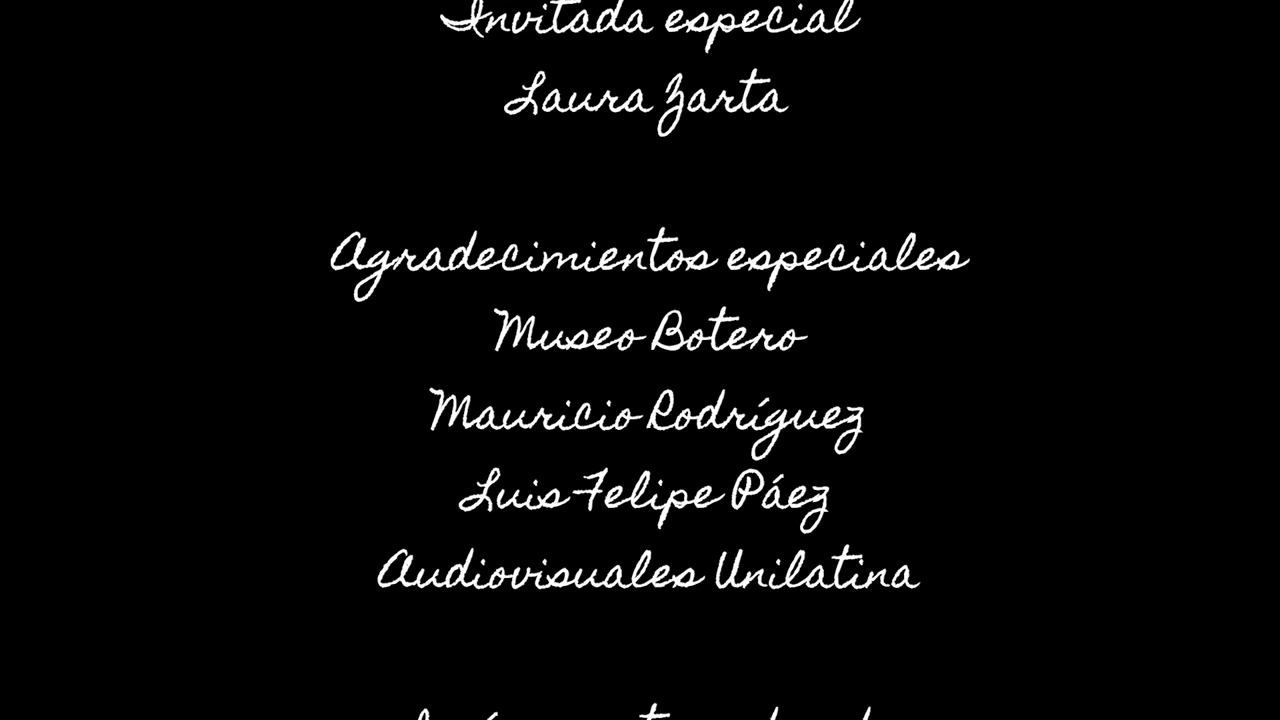 Invitada especial
Laura Zarta
Agradecimientos especiales
Museo Botero
Mauricio Rodríguez
Luis Felipe Páez
Audiovisuales Unilatina